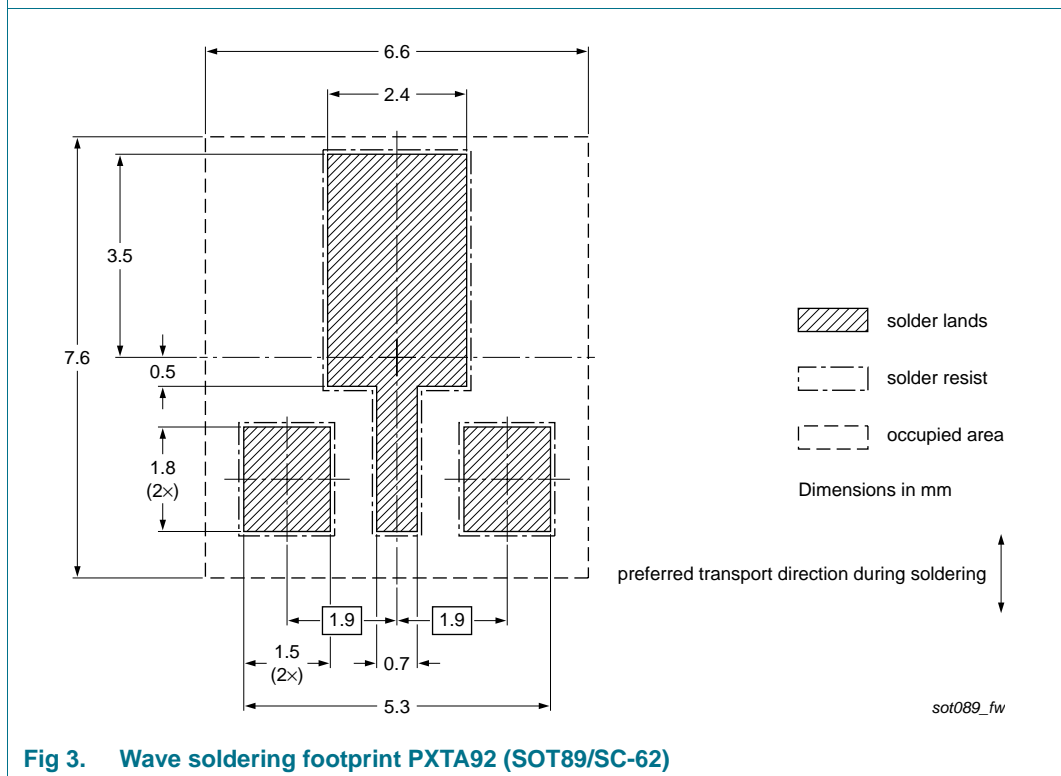 6.6
2.4
3.5
7.6
0.5
solder lands
solder resist
occupied area
1.8
(2×)
Dimensions in mm
preferred transport direction during soldering
1.9
1.9
1.5
(2×)
0.7
5.3
sot089_fw
Fig 3. Wave soldering footprint PXTA92 (SOT89/SC-62)